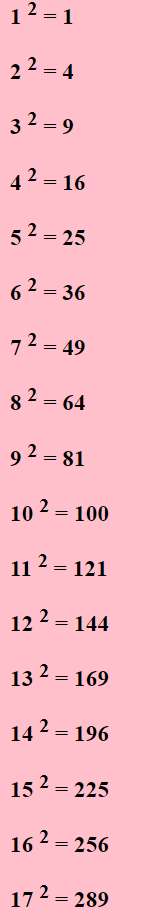 1 ² = 1
2 ² = 4
3 ² = 9
4 ² = 16
5 ² = 25
6 ² = 36
7 ² = 49
8 ² = 64
9 ² = 81
10 ² = 100
11 ² = 121
12 ² = 144
13 ² = 169
14 ² = 196
15 ² = 225
16 ² = 256
17 ² = 289